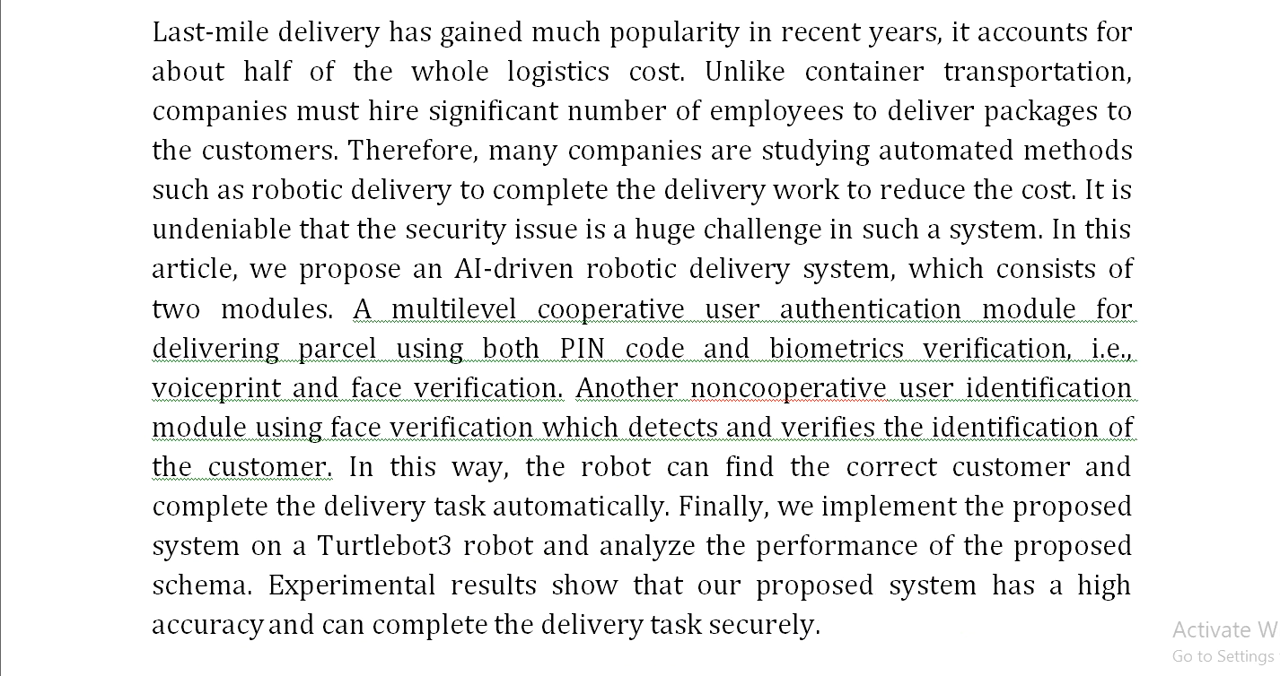 Last-mile delivery has gained much popularity in recent years, it accounts for
about half of the whole logistics cost. Unlike container transportation,
companies must hire significant number of employees to deliver packages to
the customers. Therefore, many companies are studying automated methods
such as robotic delivery to complete the delivery work to reduce the cost. It is
undeniable that the security issue is a huge challenge in such a system. In this
article, we propose an AI-driven robotic delivery system, which consists of
two modules. A multilevel cooperative user authentication module for
delivering parcel using both PIN code and biometrics verification, i.e.,
voiceprint and face verification. Another noncooperative user identification
module using face verification which detects and verifies the identification of
the customer. In this way, the robot can find the correct customer and
complete the delivery task automatically. Finally, we implement the proposed
system on a Turtlebot3 robot and analyze the performance of the proposed
schema. Experimental results show that our proposed system has a high
accuracy and can complete the delivery task securely.
Activate W
Go to Settings